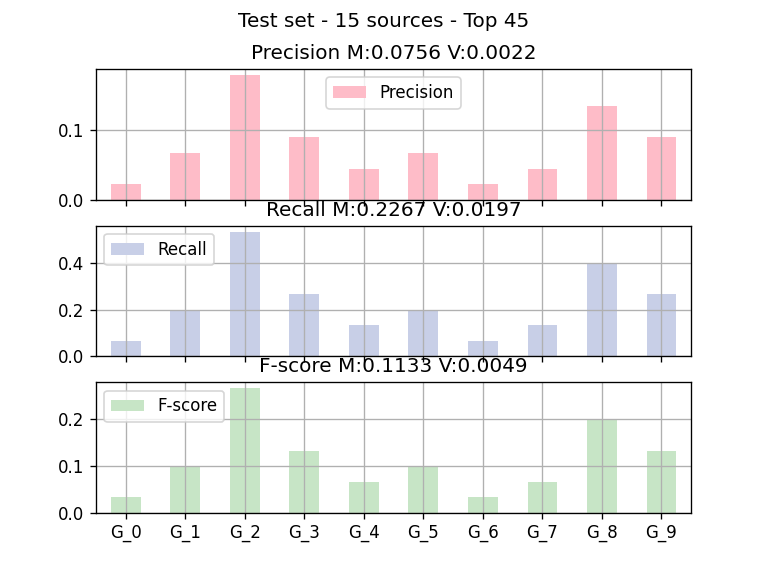 Test set - 15 sources - Top 45
Precision M:0.0756 V:0.0022
Precision
0.1
0.0
Recall M:0.2267 V:0.0197
Recall
0.4
0.2
0.0
F-score M:0.1133 V:0.0049
F-score
0.2
0.1
0.0
G_0 G_1 G_2 G_3 G_4 G_5 G_6 G_7 G_8 G_9